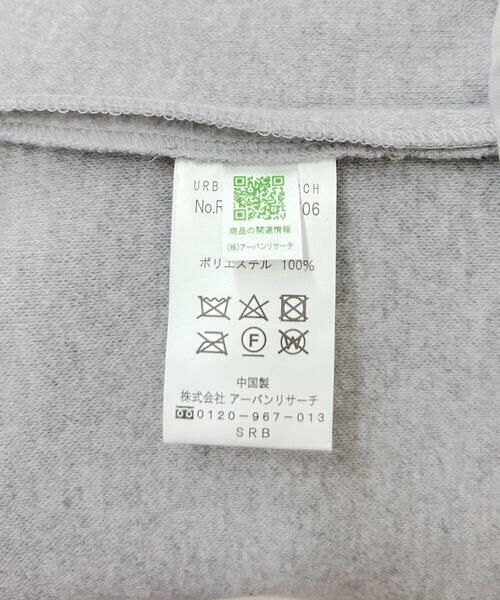 URB
CH
No.R
06
商品の関連情報
(株)アーバンリサーチ
ポリエステル 100%
F
W
中国製
株式会社 アーバンリサーチ
0120-967-013
SRB